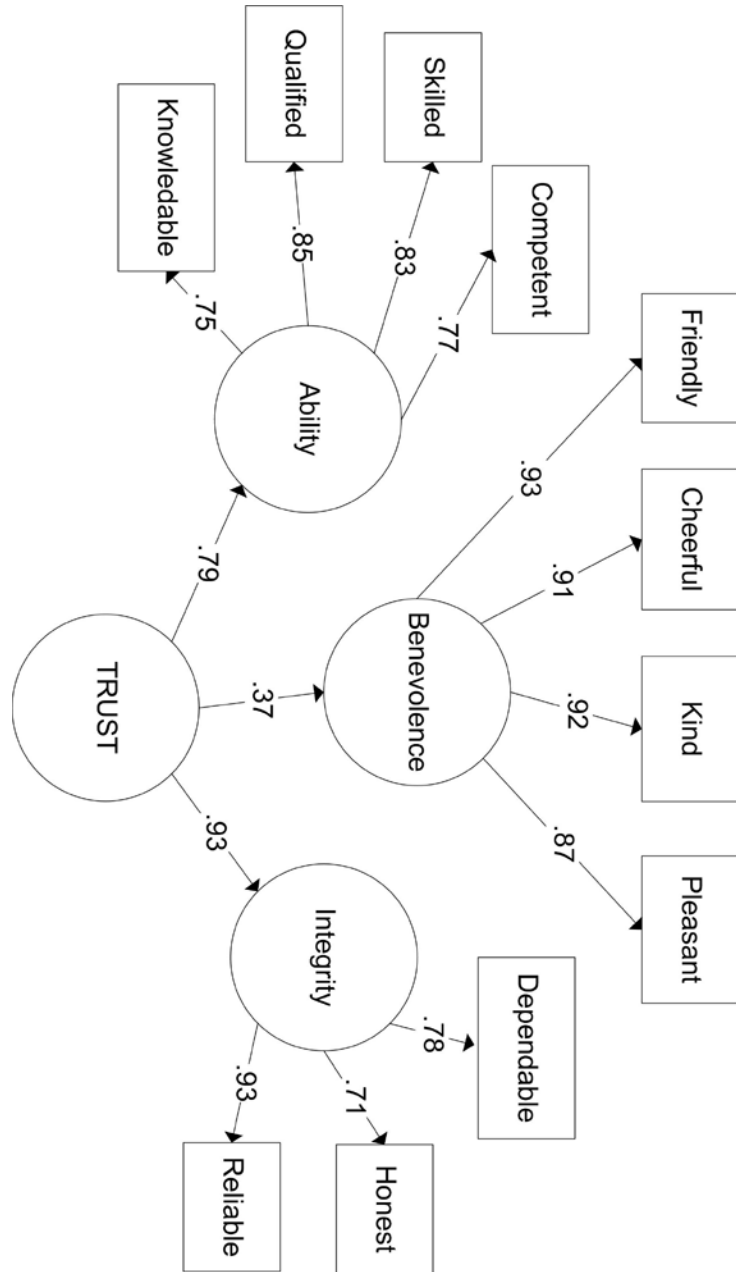 Knowledable
Qualified
Skilled
Competent
.75
.85
.83
.77
Ability
.79
Friendly
Cheerful
Kind
Pleasant
.93
.91
.92
.87
Benevolence
.37
TRUST
.93
Integrity
.78
.71
.93
Dependable
Honest
Reliable